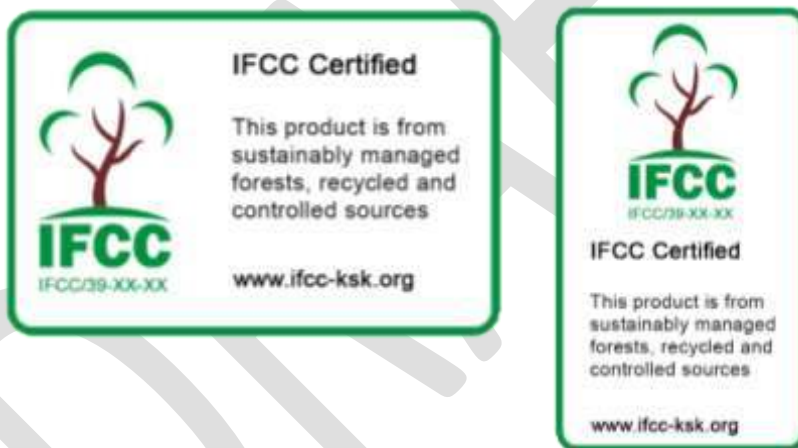 IFCC Certified
This product is from
sustainably managed
forests, recycled and
controlled sources
IFCC
IFCC/39-XX-XX
www.ifcc-ksk.org
IFCC
IFCC/39-XX-XX
IFCC Certified
This product is from
sustainably managed
forests, recycled and
controlled sources
www.ifcc-ksk.org